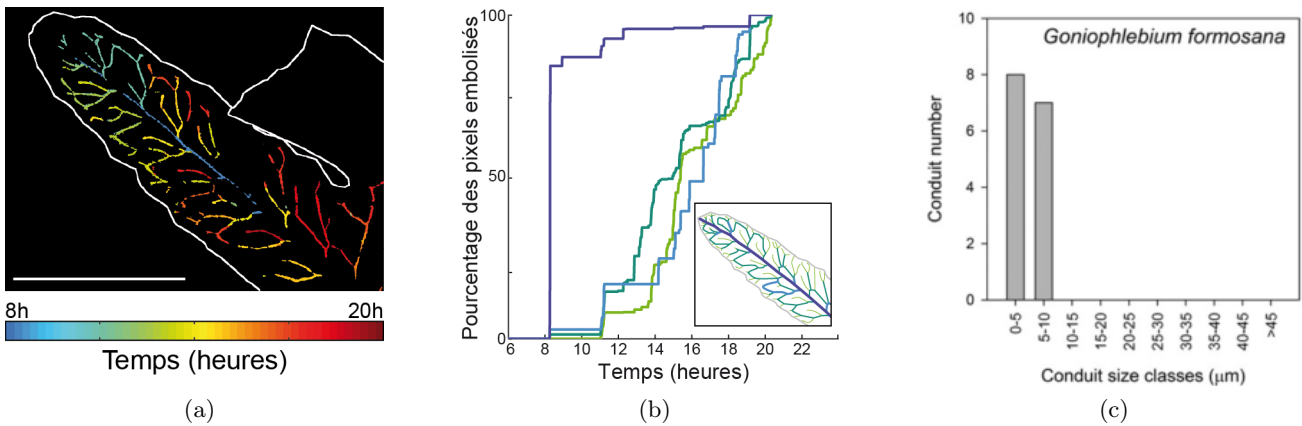 8h 20h
Temps (heures)
(a)
Pourcentage des pixels embolisés
100
50
0
6 8 10 12 14 16 18 20 22
Temps (heures)
(b)
Goniophlebium formosana
Conduit number
10
8
6
4
2
0
0-5 5-10 10-15 15-20 20-25 25-30 30-35 35-40 40-45 >45
Conduit size classes (μm)
(c)